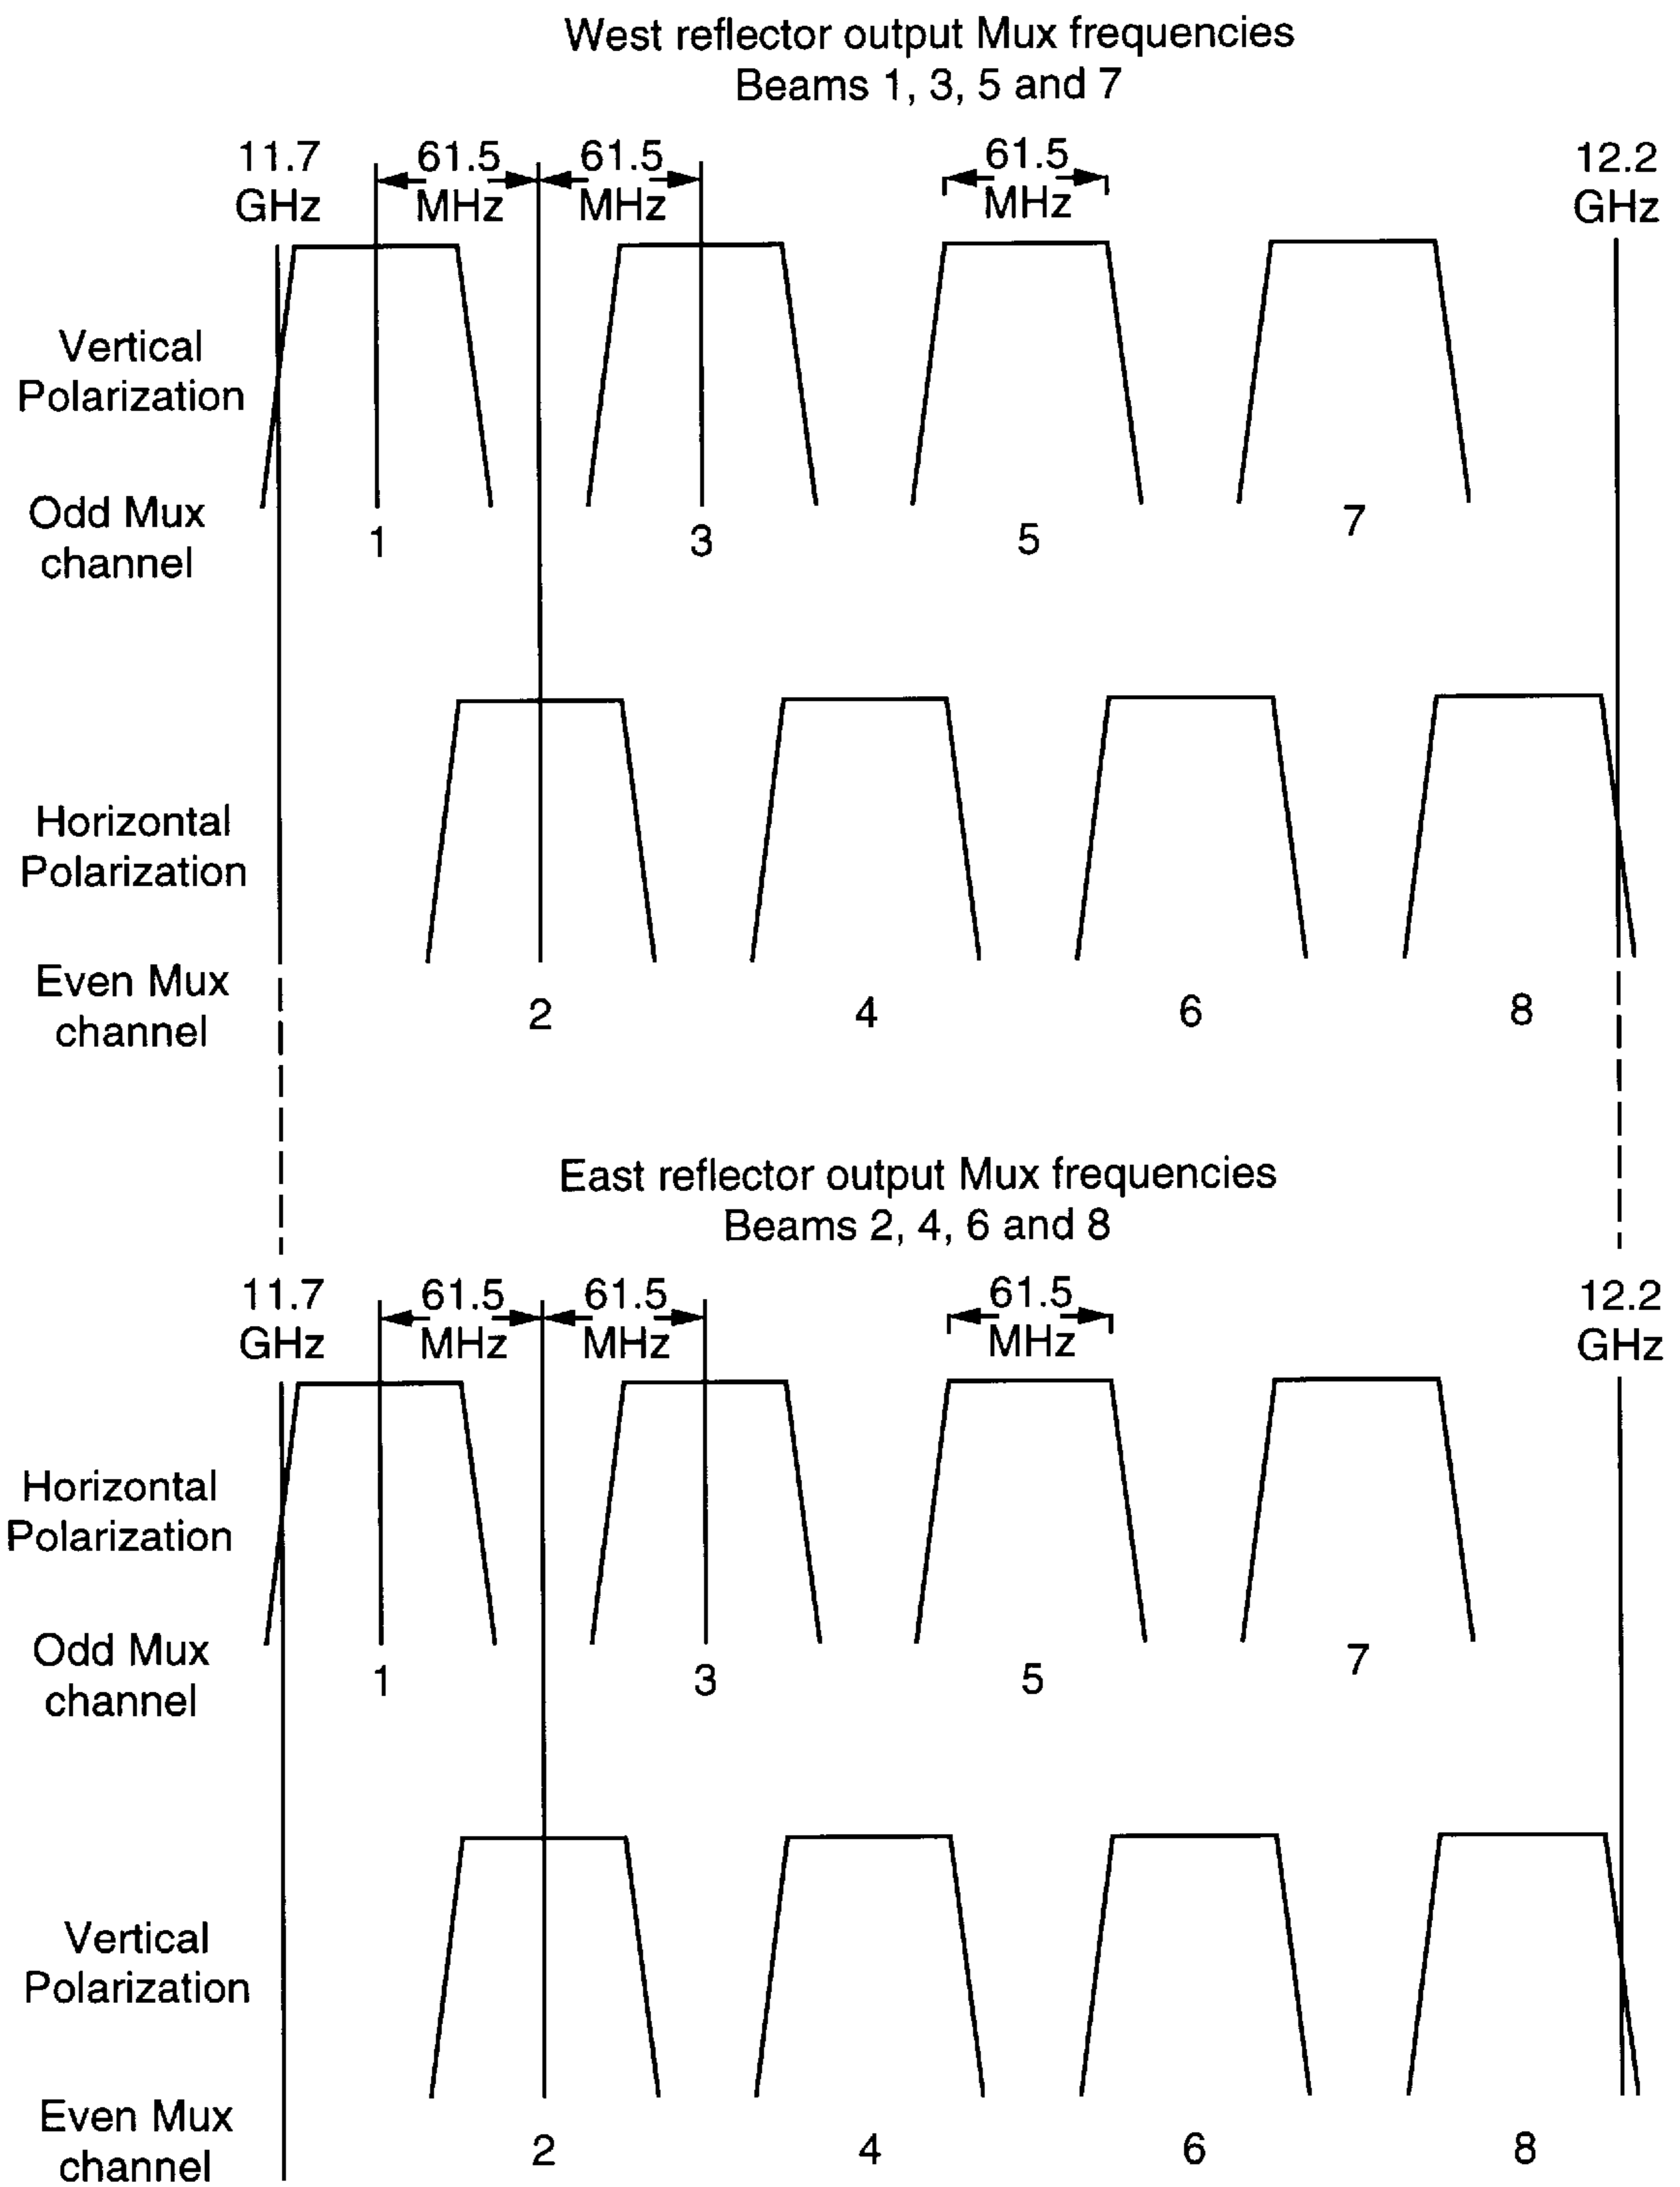 West reflector output Mux frequencies
Beams 1, 3, 5 and 7
11.7
GHz
61.5
MHz
61.5
MHz
61.5
MHz
12.2
GHz
Vertical
Polarization
Odd Mux
channel
1
3
5
7
Horizontal
Polarization
Even Mux
channel
2
4
6
8
East reflector output Mux frequencies
Beams 2, 4, 6 and 8
11.7
GHz
61.5
MHz
61.5
MHz
61.5
MHz
12.2
GHz
Horizontal
Polarization
Odd Mux
channel
1
3
5
7
Vertical
Polarization
Even Mux
channel
2
4
6
8